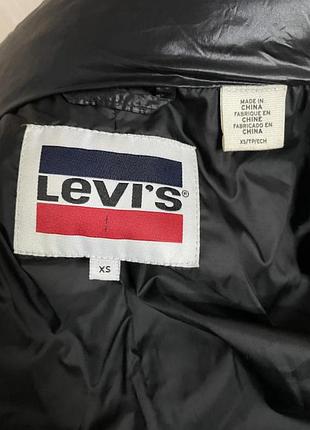 MADE IN
CHINA
FABRIQUÉ EN
CHINE
FABRICADO EN
CHINA
XS/TP/ECH
LEVI'S®
XS